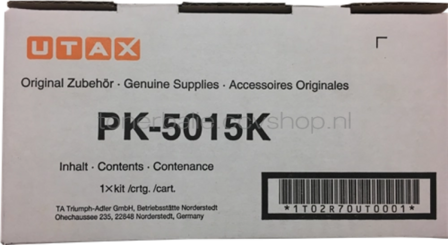 UTAX
Original Zubehör · Genuine Supplies · Accessoires Originales
PK-5015K
Inhalt · Contents · Contenance
1×kit /crtg. /cart.
TA Triumph-Adler GmbH, Betriebsstätte Norderstedt
Ohechaussee 235, 22848 Norderstedt, Germany
*1T02R70UT0001*